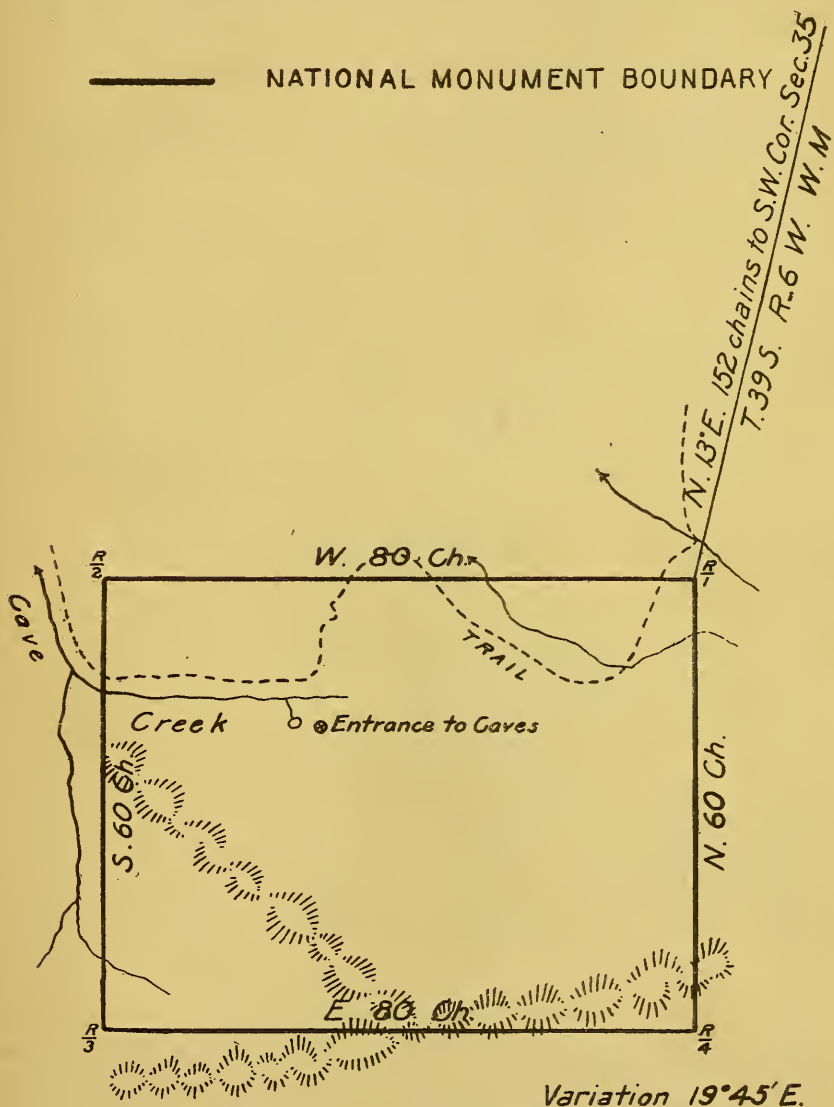 NATIONAL MONUMENT BOUNDARY
N. 13°E. 152 chains to S.W. Cor. Sec. 35
T. 39 S. R-6 W. W. M
R/2
W. 80 Ch.
R/1
Cave
TRAIL
Creek
Entrance to Caves
S. 60 Ch.
N. 60 Ch.
E 80 Ch.
R/3
R/4
Variation 19°45' E.